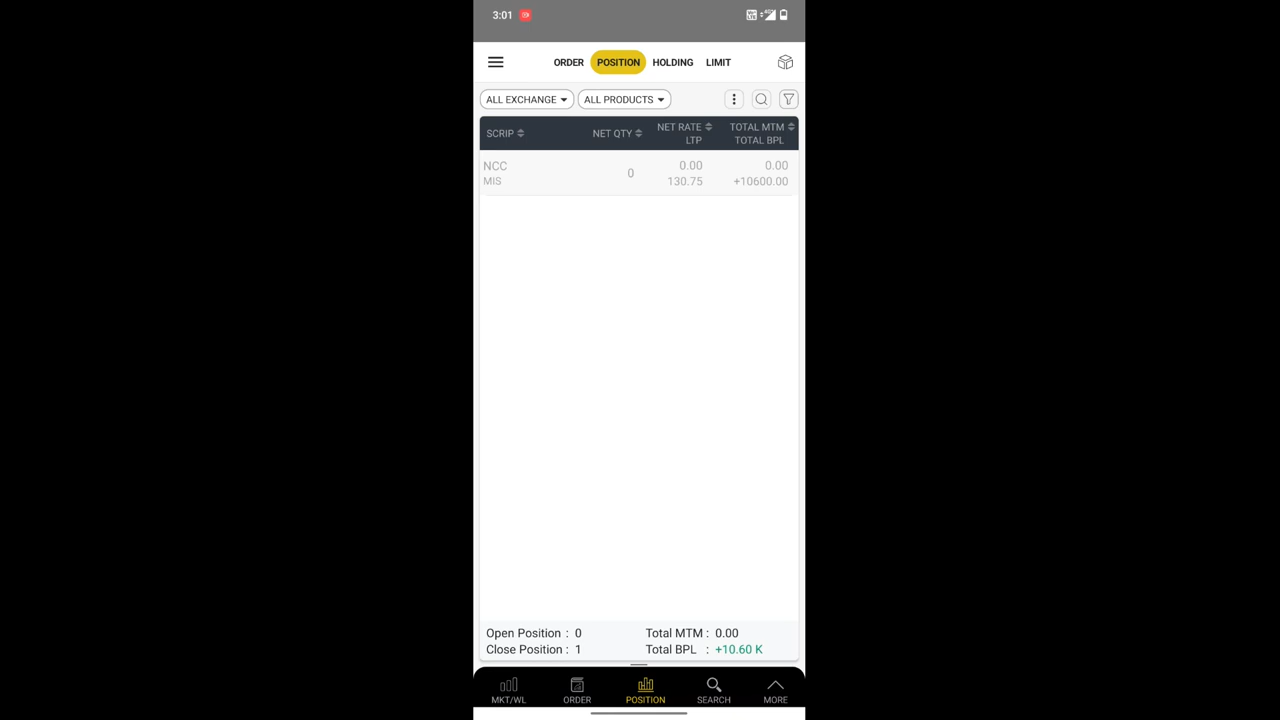 3:01
ORDER POSITION HOLDING LIMIT
ALL EXCHANGE ALL PRODUCTS
SCRIP NET QTY NET RATE TOTAL MTM
LTP TOTAL BPL
NCC 0 0.00 0.00
MIS 130.75 +10600.00
Open Position : 0 Total MTM : 0.00
Close Position : 1 Total BPL : +10.60 K
MKT/WL ORDER POSITION SEARCH MORE